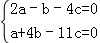 2a − b − 4c=0
a+4b − 11c=0